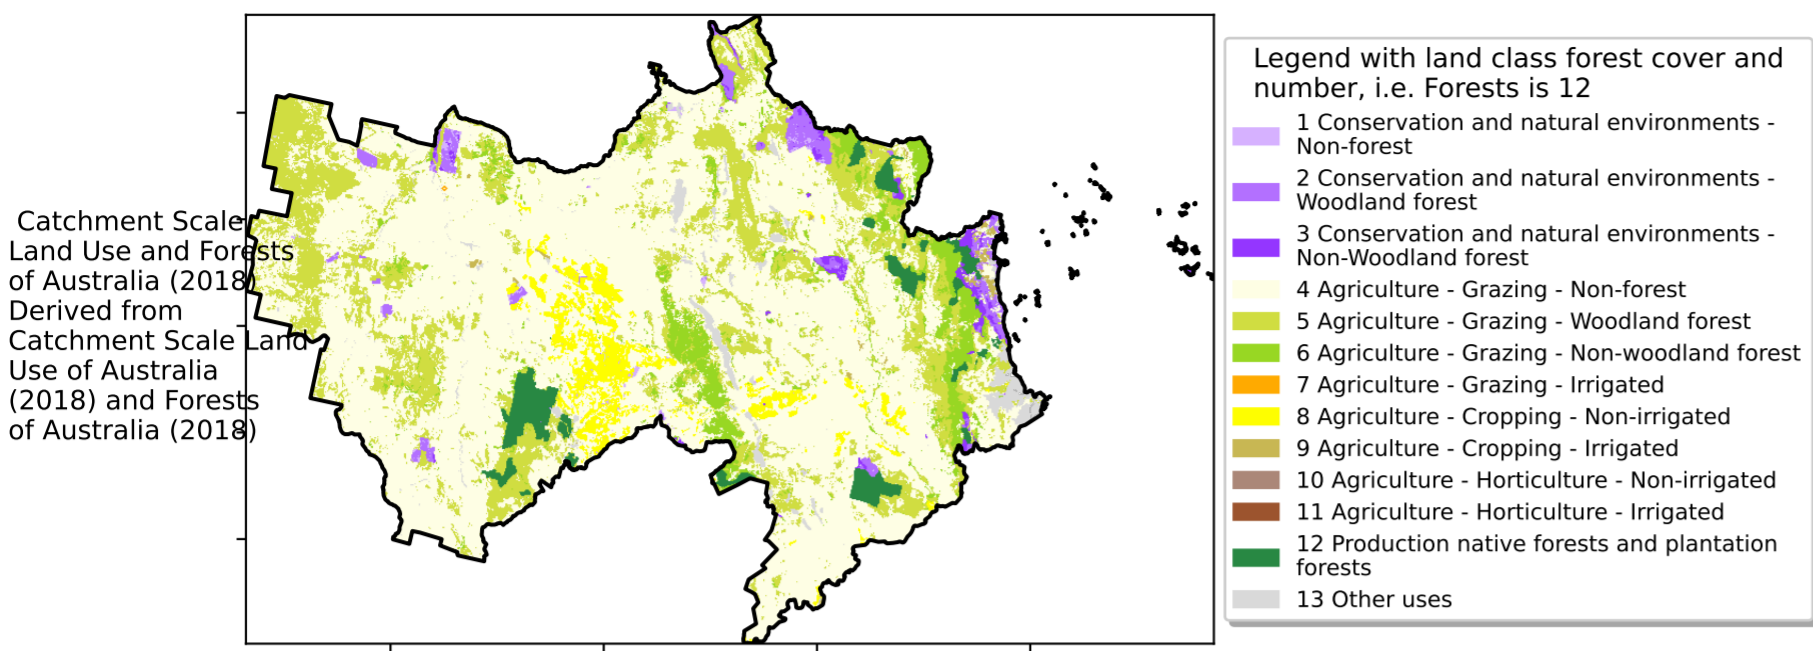 Catchment Scale
Land Use and Forests
of Australia (2018)
Derived from
Catchment Scale Land
Use of Australia
(2018) and Forests
of Australia (2018)
Legend with land class forest cover and
number, i.e. Forests is 12
1 Conservation and natural environments -
Non-forest
2 Conservation and natural environments -
Woodland forest
3 Conservation and natural environments -
Non-Woodland forest
4 Agriculture - Grazing - Non-forest
5 Agriculture - Grazing - Woodland forest
6 Agriculture - Grazing - Non-woodland forest
7 Agriculture - Grazing - Irrigated
8 Agriculture - Cropping - Non-irrigated
9 Agriculture - Cropping - Irrigated
10 Agriculture - Horticulture - Non-irrigated
11 Agriculture - Horticulture - Irrigated
12 Production native forests and plantation
forests
13 Other uses